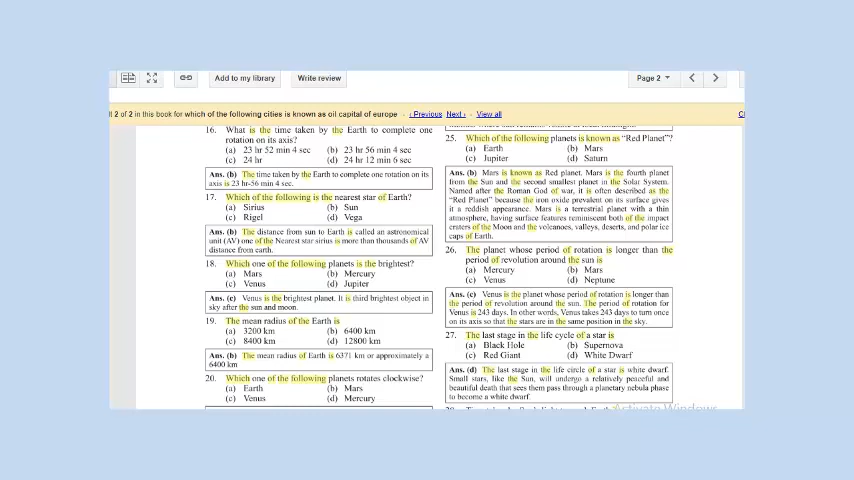 Add to my library
Write review
Page 2
lt 2 of 2 in this book for which of the following cities is known as oil capital of europe - ‹ Previous Next › - View all
16. What is the time taken by the Earth to complete one
rotation on its axis?
(a) 23 hr 52 min 4 sec (b) 23 hr 56 min 4 sec
(c) 24 hr (d) 24 hr 12 min 6 sec
Ans. (b) The time taken by the Earth to complete one rotation on its
axis is 23 hr-56 min 4 sec.
17. Which of the following is the nearest star of Earth?
(a) Sirius (b) Sun
(c) Rigel (d) Vega
Ans. (b) The distance from sun to Earth is called an astronomical
unit (AV) one of the Nearest star sirius is more than thousands of AV
distance from earth.
18. Which one of the following planets is the brightest?
(a) Mars (b) Mercury
(c) Venus (d) Jupiter
Ans. (c) Venus is the brightest planet. It is third brightest object in
sky after the sun and moon.
19. The mean radius of the Earth is
(a) 3200 km (b) 6400 km
(c) 8400 km (d) 12800 km
Ans. (b) The mean radius of Earth is 6371 km or approximately a
6400 km
20. Which one of the following planets rotates clockwise?
(a) Earth (b) Mars
(c) Venus (d) Mercury
25. Which of the following planets is known as “Red Planet”?
(a) Earth (b) Mars
(c) Jupiter (d) Saturn
Ans. (b) Mars is known as Red planet. Mars is the fourth planet
from the Sun and the second smallest planet in the Solar System.
Named after the Roman God of war, it is often described as the
“Red Planet” because the iron oxide prevalent on its surface gives
it a reddish appearance. Mars is a terrestrial planet with a thin
atmosphere, having surface features reminiscent both of the impact
craters of the Moon and the volcanoes, valleys, deserts, and polar ice
caps of Earth.
26. The planet whose period of rotation is longer than the
period of revolution around the sun is
(a) Mercury (b) Mars
(c) Venus (d) Neptune
Ans. (c) Venus is the planet whose period of rotation is longer than
the period of revolution around the sun. The period of rotation for
Venus is 243 days. In other words, Venus takes 243 days to turn once
on its axis so that the stars are in the same position in the sky.
27. The last stage in the life cycle of a star is
(a) Black Hole (b) Supernova
(c) Red Giant (d) White Dwarf
Ans. (d) The last stage in the life circle of a star is white dwarf.
Small stars, like the Sun, will undergo a relatively peaceful and
beautiful death that sees them pass through a planetary nebula phase
to become a white dwarf
Activate Windows